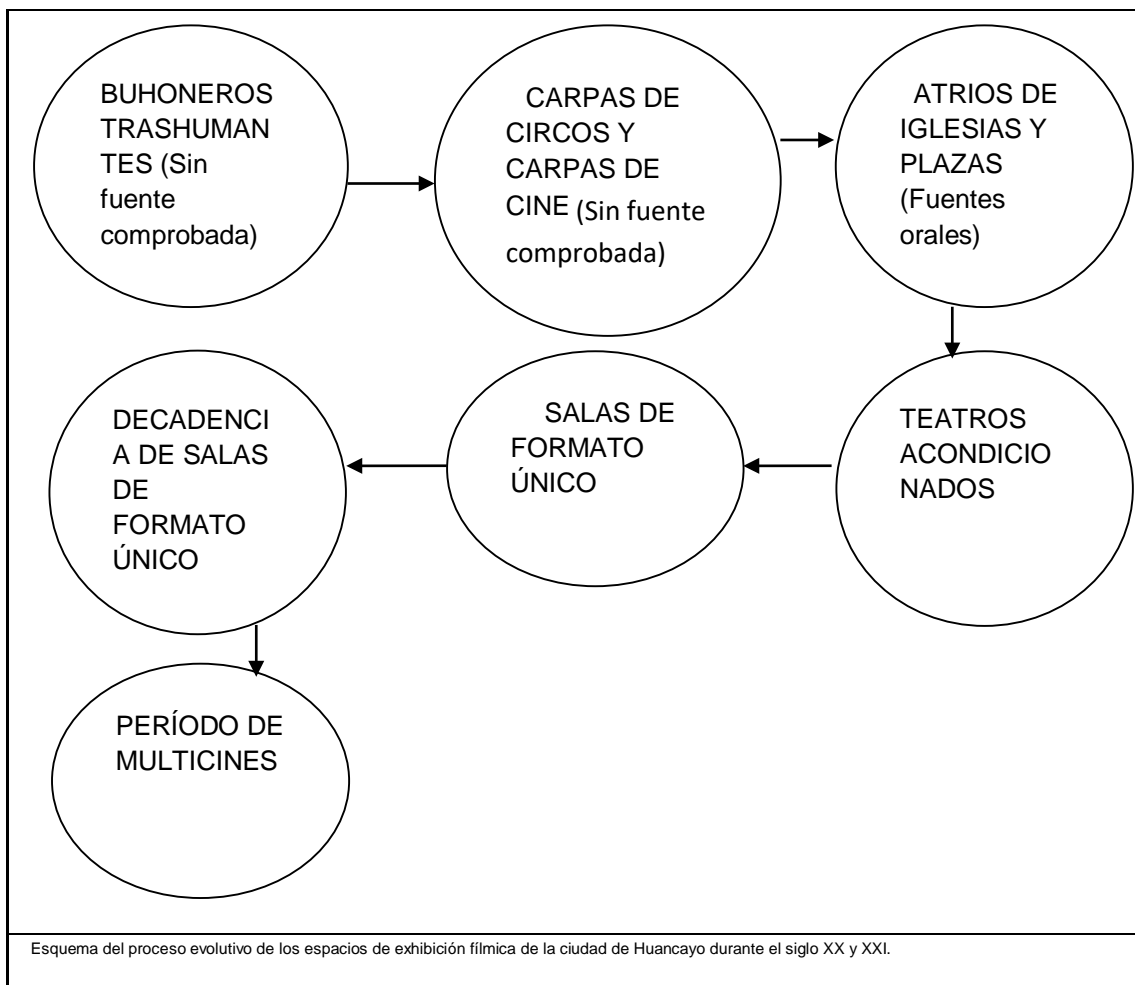 BUHONEROS
TRASHUMAN
TES (Sin
fuente
comprobada)
CARPAS DE
CIRCOS Y
CARPAS DE
CINE (Sin fuente
comprobada)
ATRIOS DE
IGLESIAS Y
PLAZAS
(Fuentes
orales)
TEATROS
ACONDICIO
NADOS
SALAS DE
FORMATO
ÚNICO
DECADENCI
A DE SALAS
DE
FORMATO
ÚNICO
PERÍODO DE
MULTICINES
Esquema del proceso evolutivo de los espacios de exhibición fílmica de la ciudad de Huancayo durante el siglo XX y XXI.